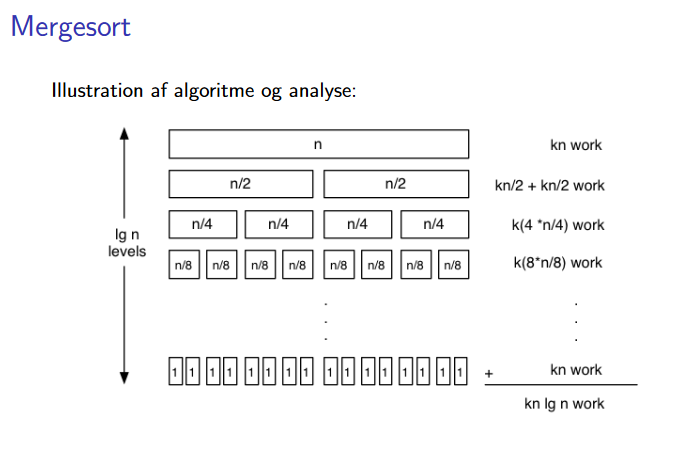 Mergesort
Illustration af algoritme og analyse:
n kn work
n/2 n/2 kn/2 + kn/2 work
n/4 n/4 n/4 n/4 k(4 *n/4) work
lg n
levels
n/8 n/8 n/8 n/8 n/8 n/8 n/8 n/8 k(8*n/8) work
. .
. .
. .
1 1 1 1 1 1 1 1 1 1 1 1 1 1 1 1 + kn work
kn lg n work